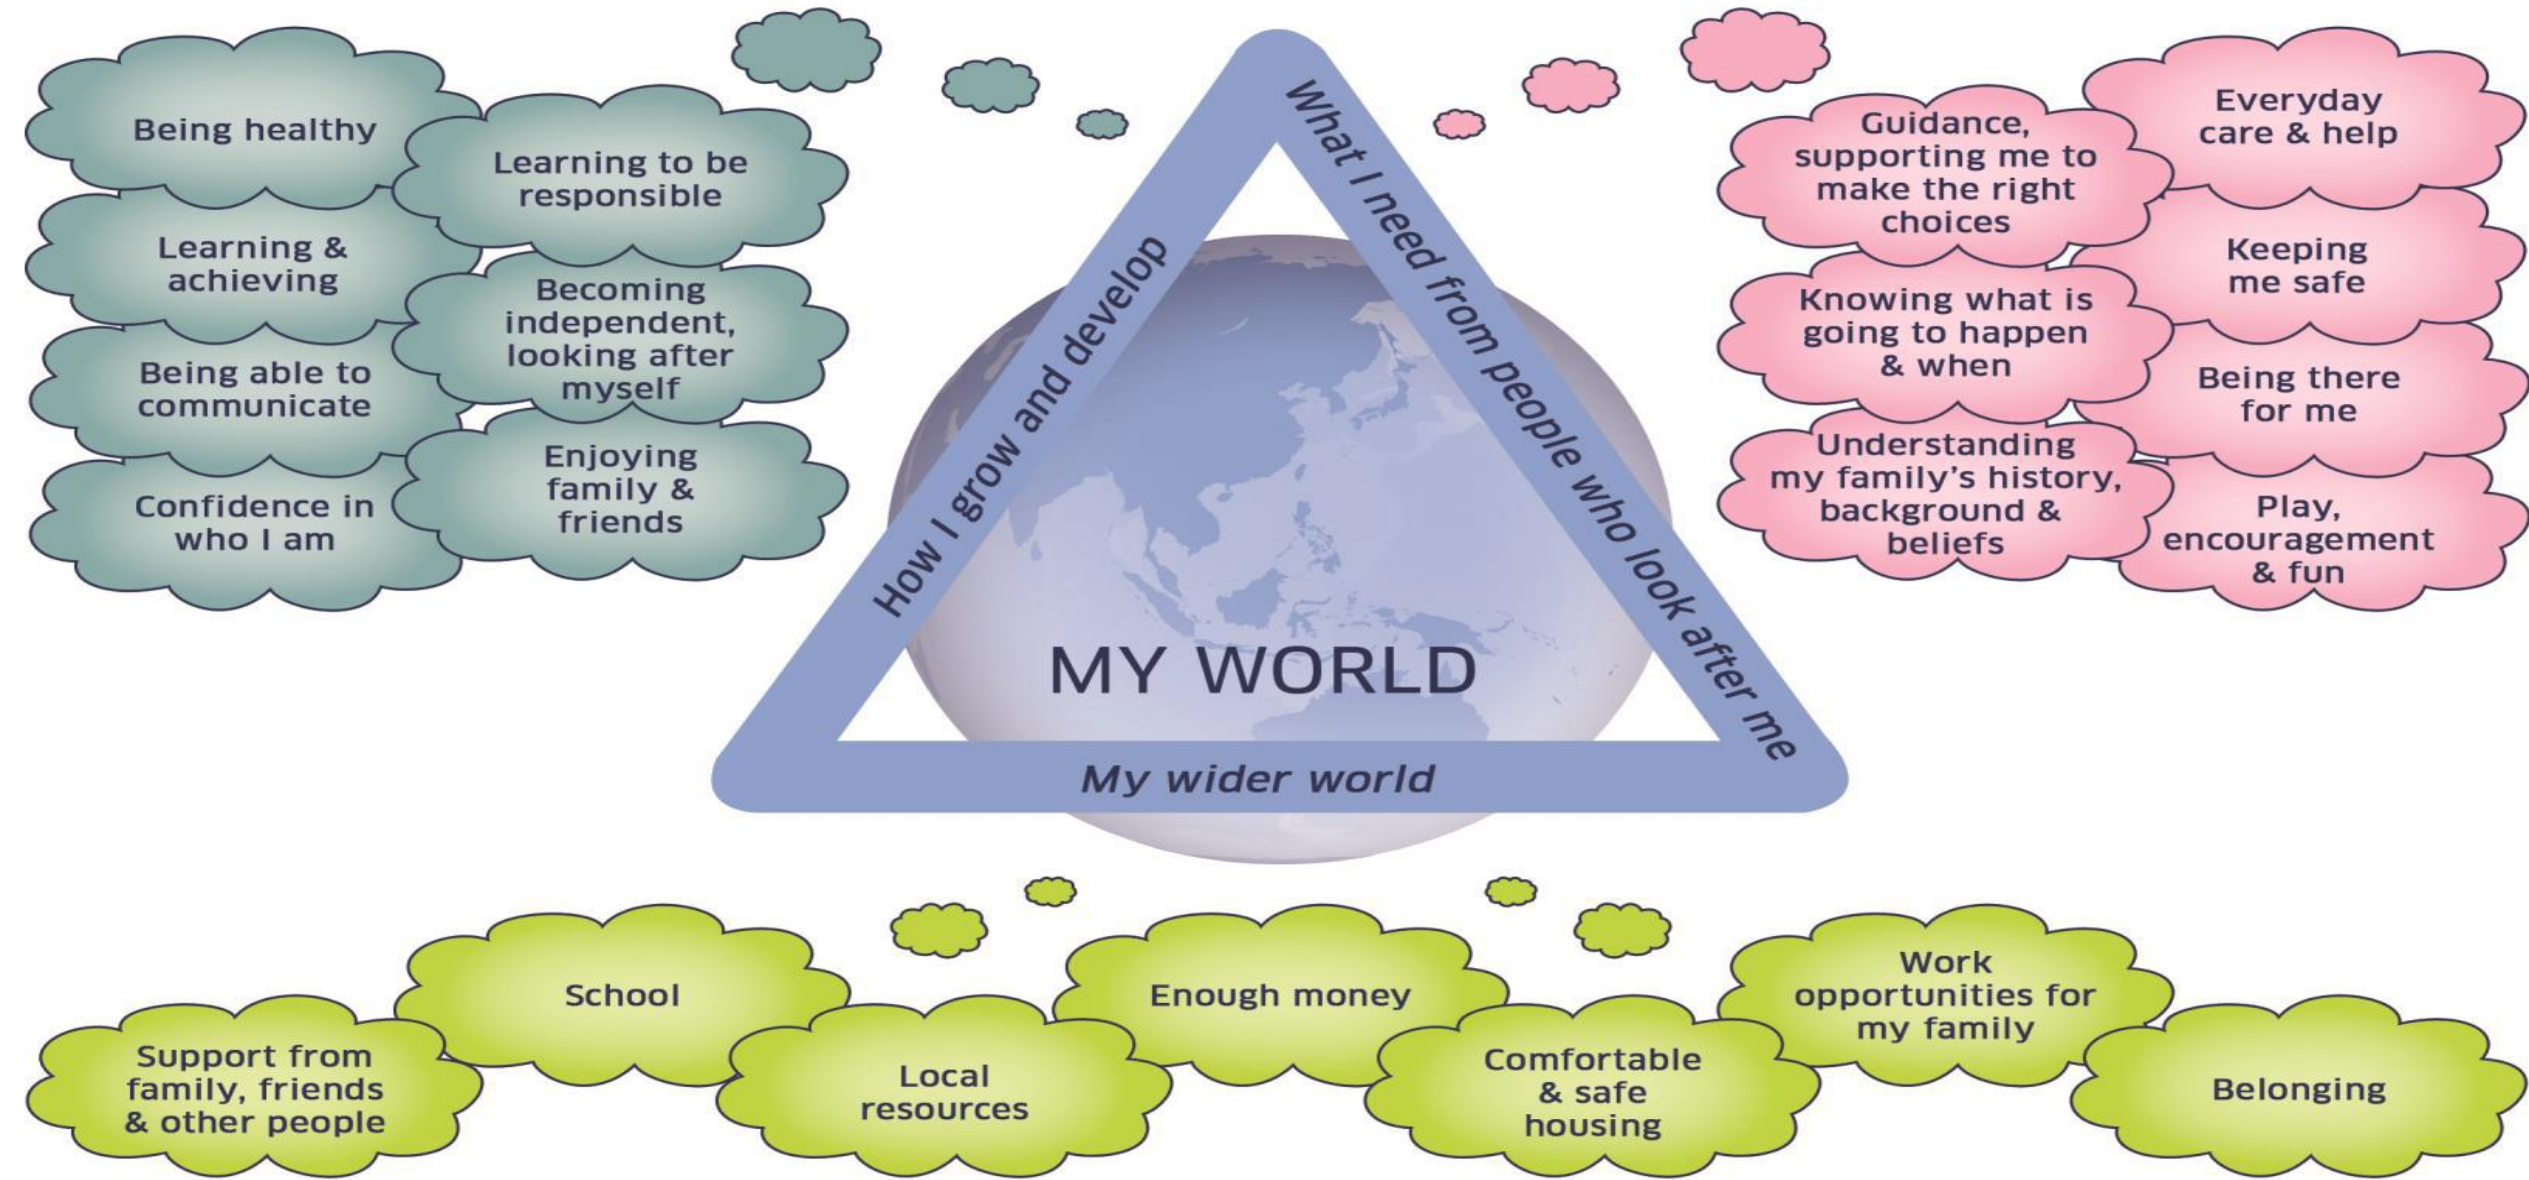 Being healthy
Learning &
achieving
Being able to
communicate
Confidence in
who I am
Learning to be
responsible
Becoming
independent,
looking after
myself
Enjoying
family &
friends
How I grow and develop
What I need from people who look after me
MY WORLD
My wider world
Guidance,
supporting me to
make the right
choices
Knowing what is
going to happen
& when
Understanding
my family's history,
background &
beliefs
Everyday
care & help
Keeping
me safe
Being there
for me
Play,
encouragement
& fun
Support from
family, friends
& other people
School
Local
resources
Enough money
Comfortable
& safe
housing
Work
opportunities for
my family
Belonging